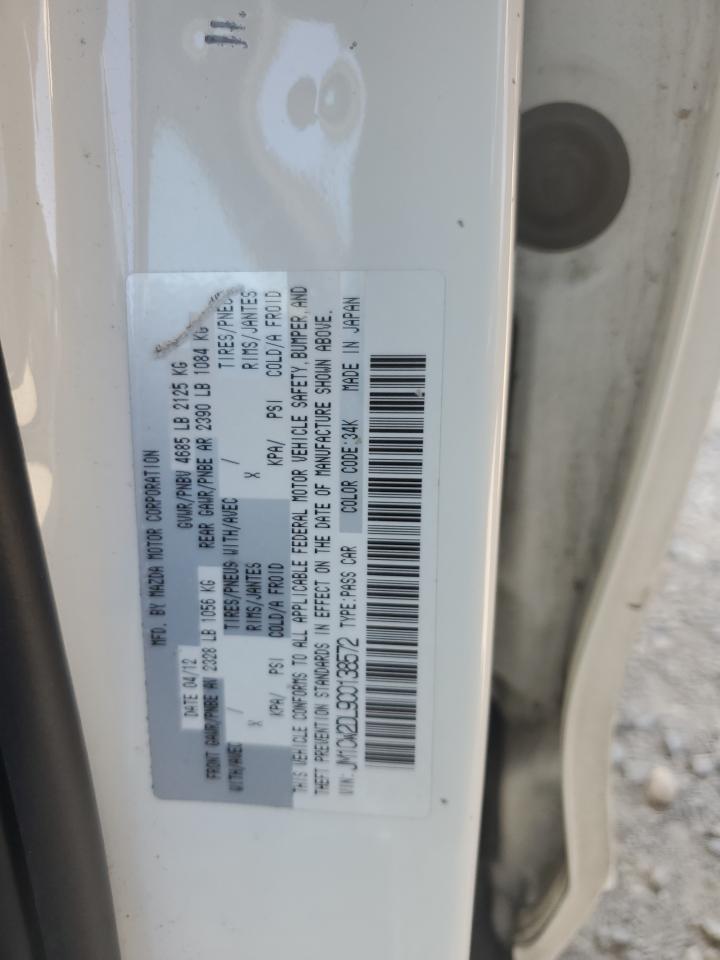 MFD. BY MAZDA MOTOR CORPORATION
DATE 04/12 GVWR/PNBV 4685 LB 2125 KG
FRONT GAWR/PNBE AV 2328 LB 1056 KG REAR GAWR/PNBE AR 2390 LB 1084 KG
WITH/AVEC / TIRES/PNEUS WITH/AVEC / TIRES/PNEU
X RIMS/JANTES X RIMS/JANTES
KPA/ PSI COLD/A FROID KPA/ PSI COLD/A FROID
THIS VEHICLE CONFORMS TO ALL APPLICABLE FEDERAL MOTOR VEHICLE SAFETY, BUMPER, AND
THEFT PREVENTION STANDARDS IN EFFECT ON THE DATE OF MANUFACTURE SHOWN ABOVE.
VIN: JM1CW2DL9C0138572 TYPE:PASS CAR COLOR CODE:34K MADE IN JAPAN